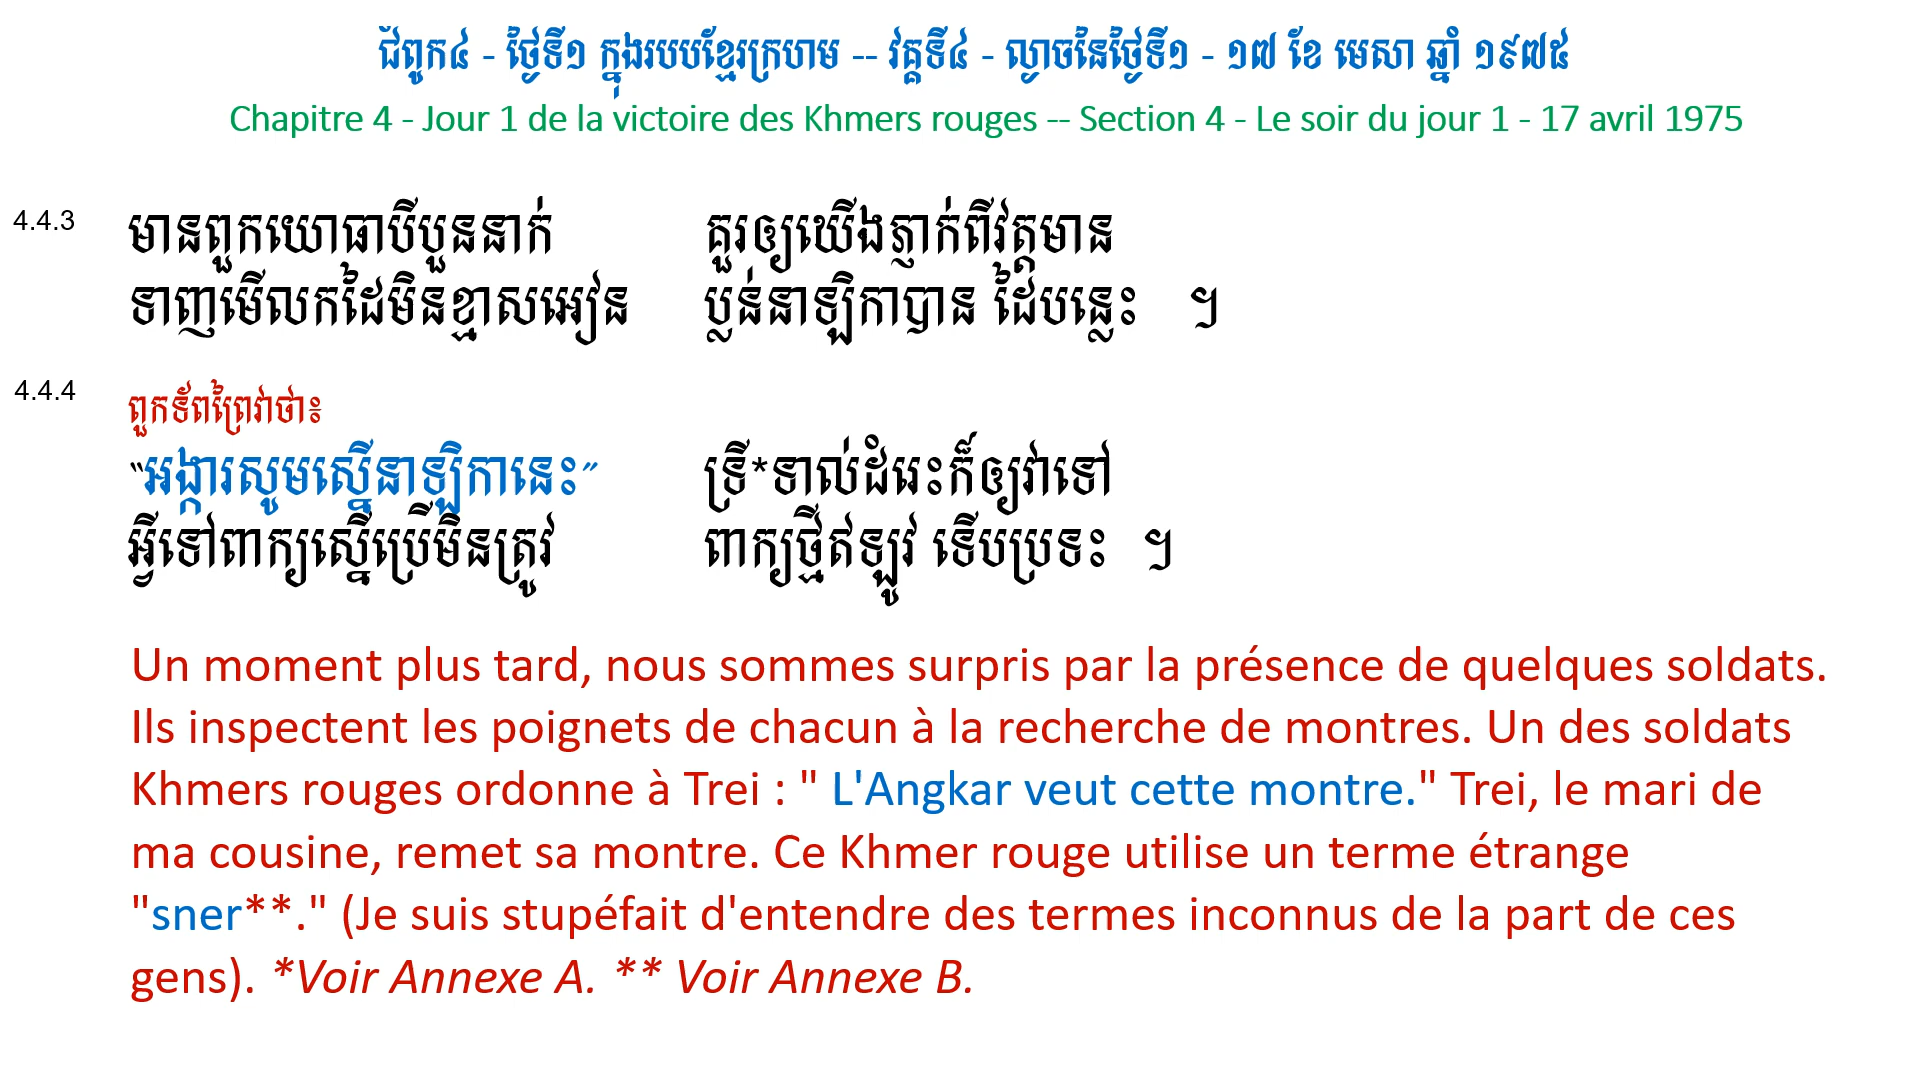 ជំពូក៤ - ថ្ងៃទី១ ក្នុងរបបខ្មែរក្រហម -- វគ្គទី៤ - ល្ងាចនៃថ្ងៃទី១ - ១៧ ខែ មេសា ឆ្នាំ ១៩៧៥
Chapitre 4 - Jour 1 de la victoire des Khmers rouges -- Section 4 - Le soir du jour 1 - 17 avril 1975
4.4.3 មានពួកយោធាបីបួននាក់ គួរឲ្យយើងភ្ញាក់ពីវត្តមាន
ទាញមើលកដៃមិនខ្មាសអៀន ប្លន់នាឡិកាបាន ដៃបន្លេះ ។
4.4.4 ពួកទ័ពព្រៃវាថា៖
“អង្ការសូមស្នើនាឡិកានេះ” ទ្រី*ទាល់ដំរេះក៏ឲ្យវាទៅ
អ្វីទៅពាក្យស្នើប្រើមិនត្រូវ ពាក្យថ្មីឥឡូវ ទើបប្រទះ ។
Un moment plus tard, nous sommes surpris par la présence de quelques soldats.
Ils inspectent les poignets de chacun à la recherche de montres. Un des soldats
Khmers rouges ordonne à Trei : " L'Angkar veut cette montre." Trei, le mari de
ma cousine, remet sa montre. Ce Khmer rouge utilise un terme étrange
"sner**." (Je suis stupéfait d'entendre des termes inconnus de la part de ces
gens). *Voir Annexe A. ** Voir Annexe B.